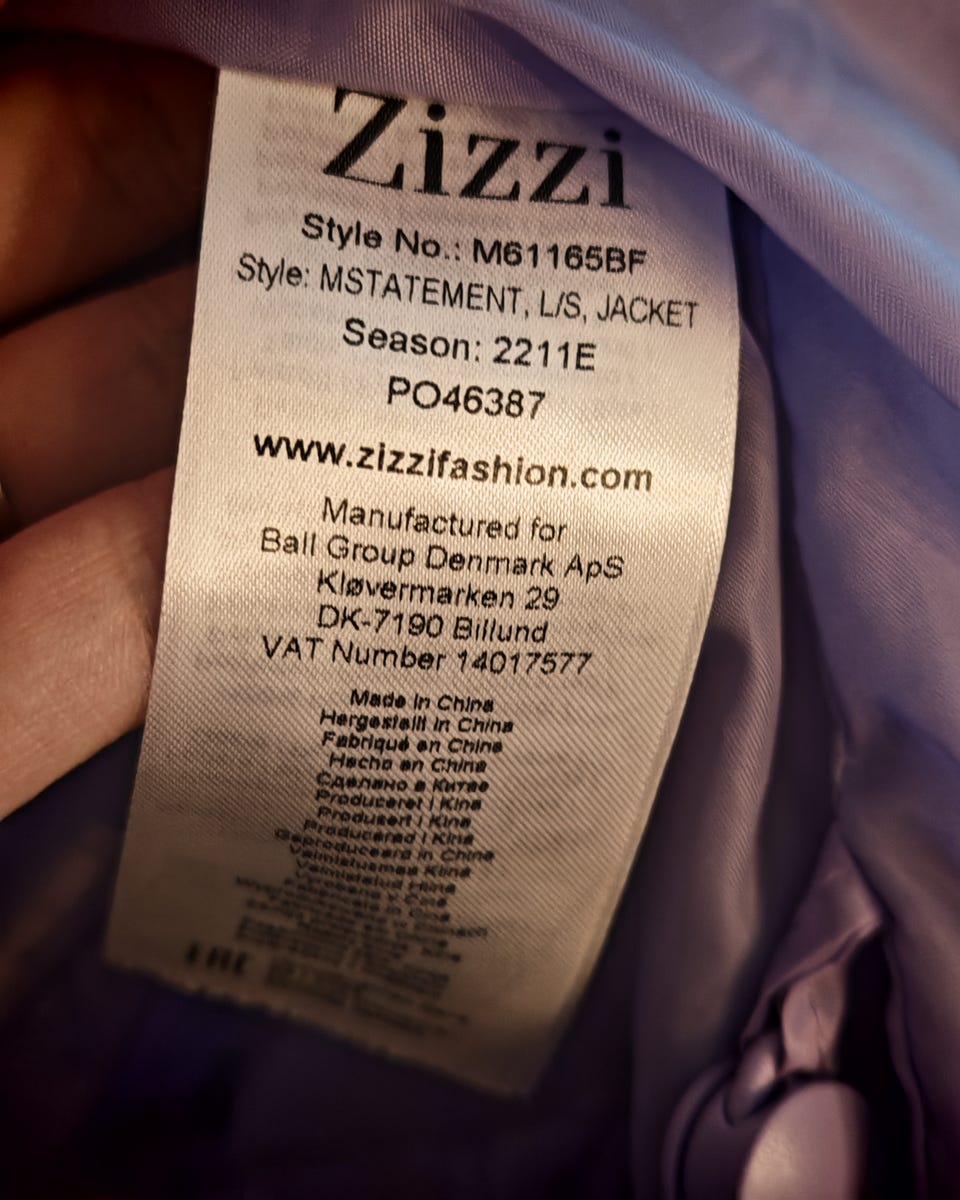 Zizzi
Style No.: M61165BF
Style: MSTATEMENT, L/S, JACKET
Season: 2211E
PO46387
www.zizzifashion.com
Manufactured for
Ball Group Denmark ApS
Kløvermarken 29
DK-7190 Billund
VAT Number 14017577
Made in China
Hergestellt in China
Fabriqué en China
Hecho en China
Сделано в Китае
Produceret i Kina
Produsert i Kina
Producerad i Kina
Geproduceerd in China